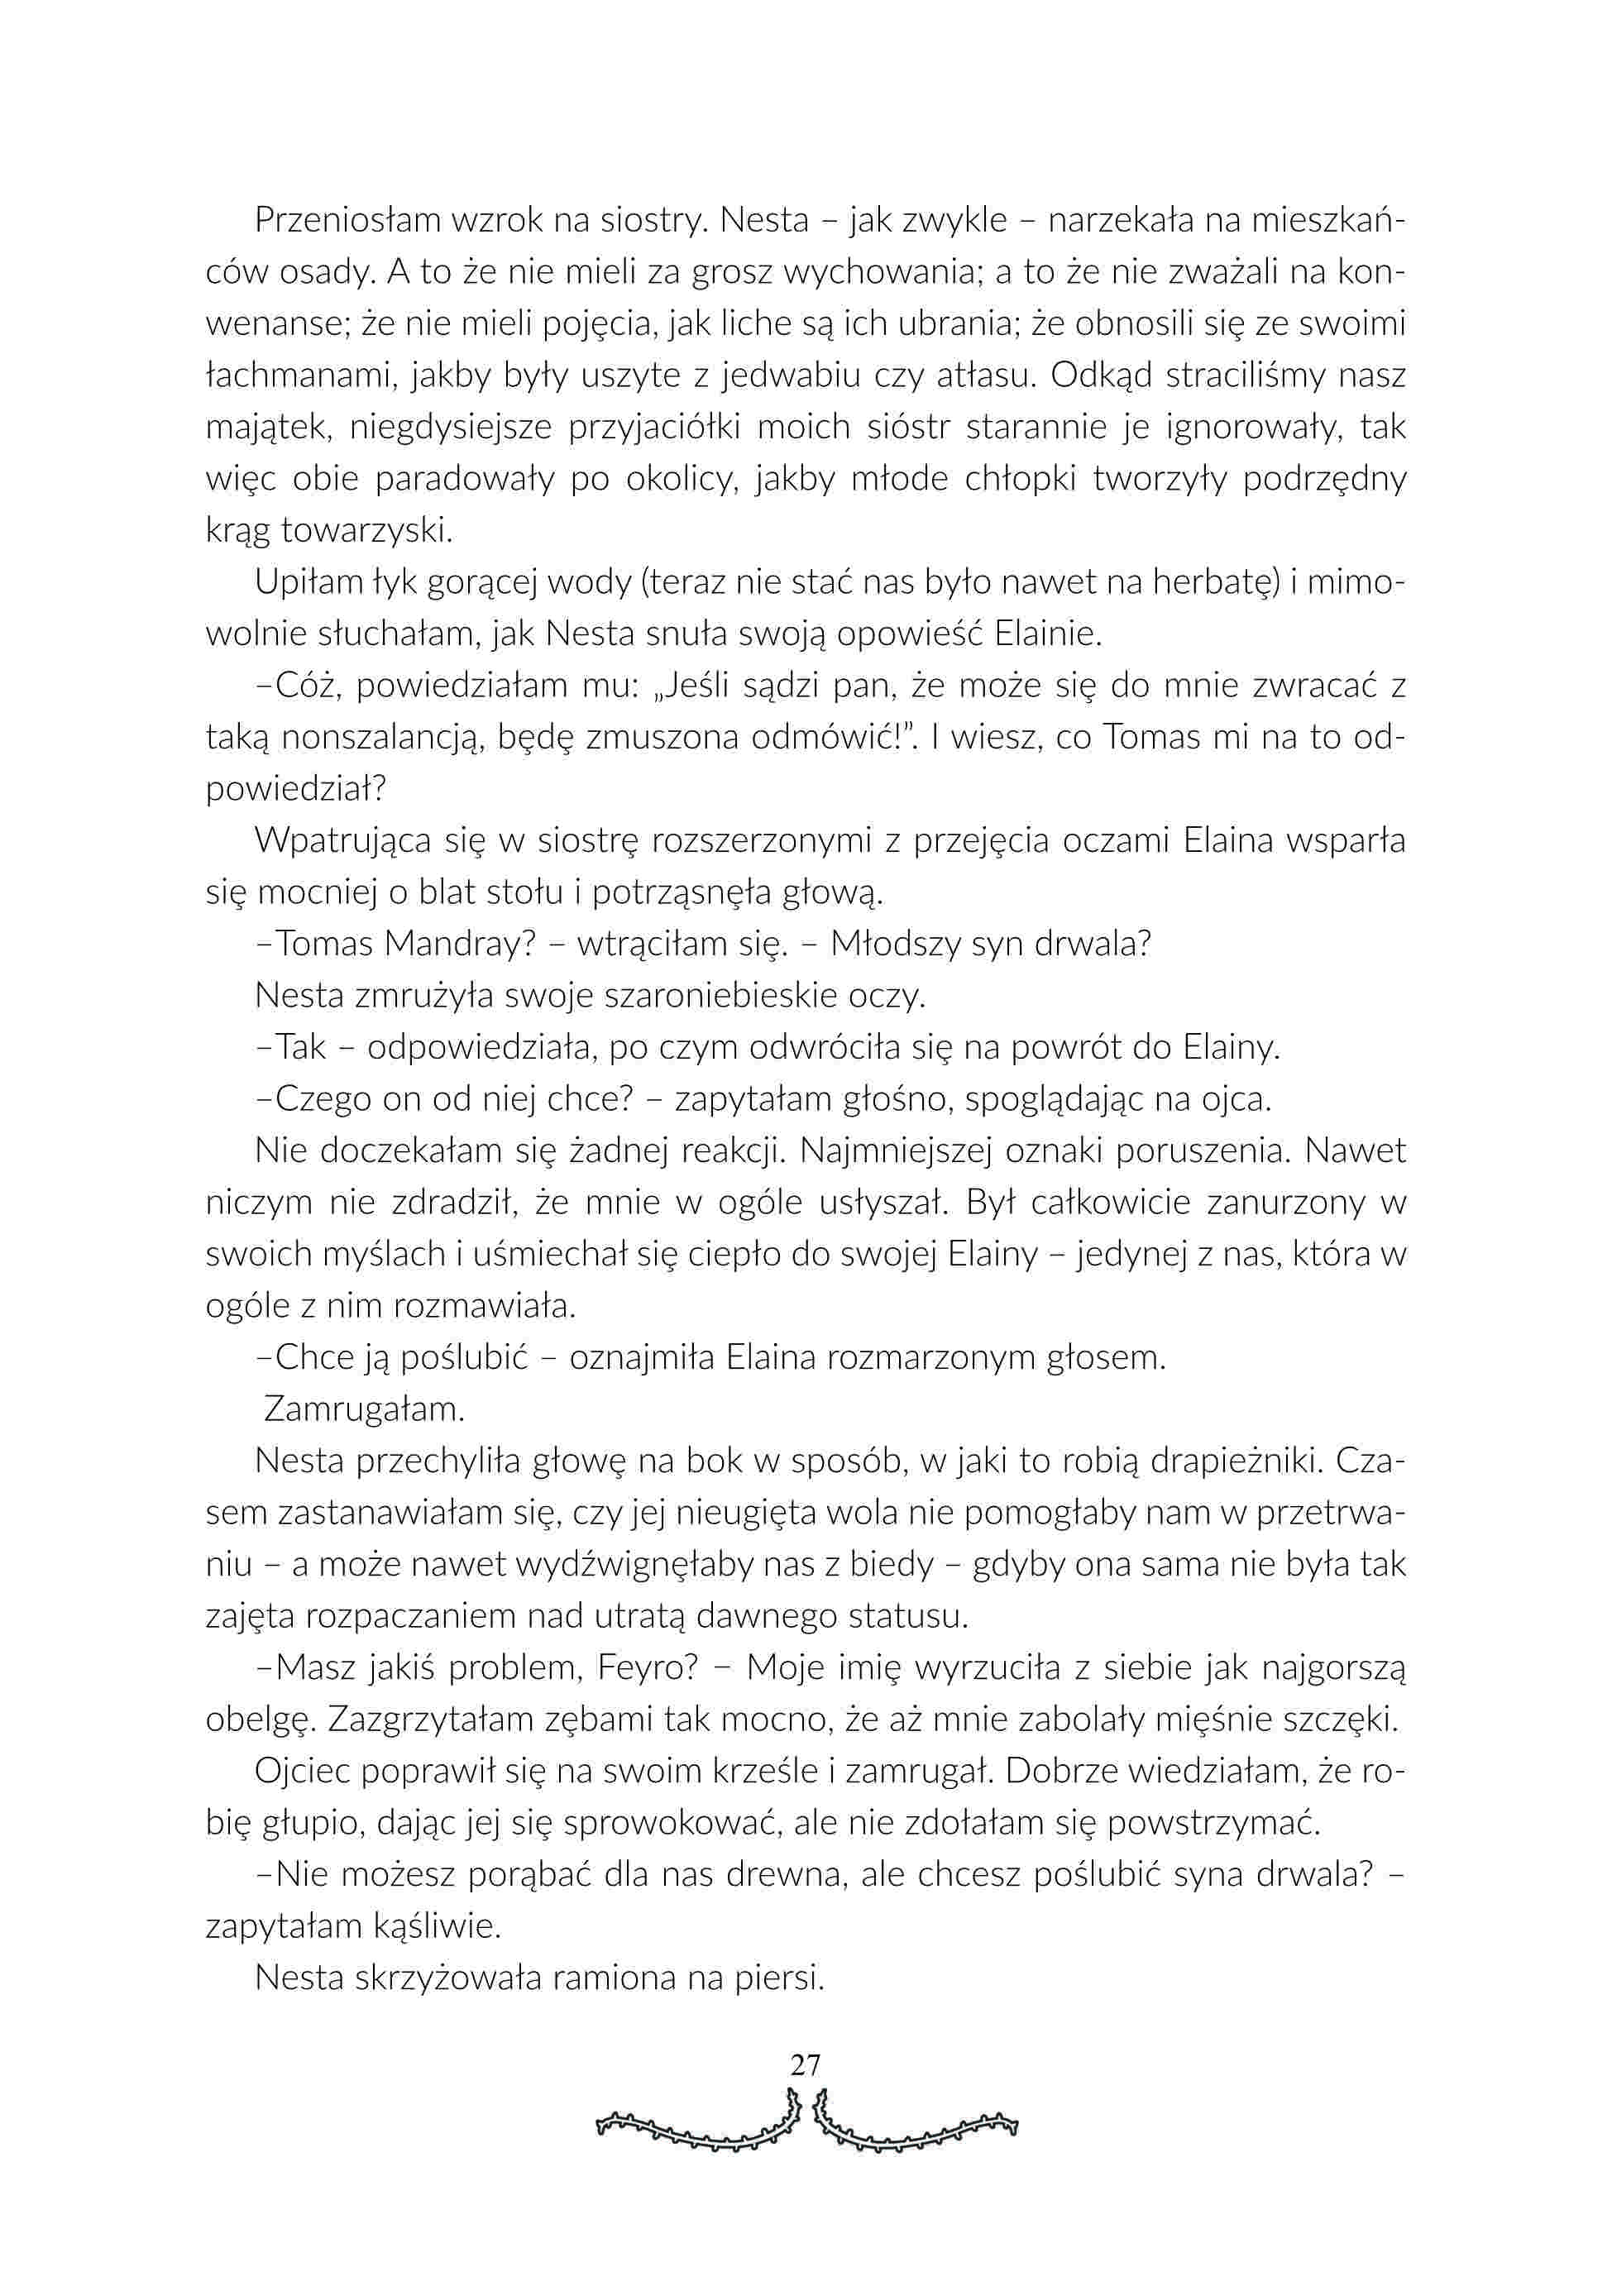 Przeniosłam wzrok na siostry. Nesta – jak zwykle – narzekała na mieszkań-
ców osady. A to że nie mieli za grosz wychowania; a to że nie zważali na kon-
wenanse; że nie mieli pojęcia, jak liche są ich ubrania; że obnosili się ze swoimi
łachmanami, jakby były uszyte z jedwabiu czy atłasu. Odkąd straciliśmy nasz
majątek, niegdysiejsze przyjaciółki moich sióstr starannie je ignorowały, tak
więc obie paradowały po okolicy, jakby młode chłopki tworzyły podrzędny
krąg towarzyski.
Upiłam łyk gorącej wody (teraz nie stać nas było nawet na herbatę) i mimo-
wolnie słuchałam, jak Nesta snuła swoją opowieść Elainie.
–Cóż, powiedziałam mu: „Jeśli sądzi pan, że może się do mnie zwracać z
taką nonszalancją, będę zmuszona odmówić!”. I wiesz, co Tomas mi na to od-
powiedział?
Wpatrująca się w siostrę rozszerzonymi z przejęcia oczami Elaina wsparła
się mocniej o blat stołu i potrząsnęła głową.
–Tomas Mandray? – wtrąciłam się. – Młodszy syn drwala?
Nesta zmrużyła swoje szaroniebieskie oczy.
–Tak – odpowiedziała, po czym odwróciła się na powrót do Elainy.
–Czego on od niej chce? – zapytałam głośno, spoglądając na ojca.
Nie doczekałam się żadnej reakcji. Najmniejszej oznaki poruszenia. Nawet
niczym nie zdradził, że mnie w ogóle usłyszał. Był całkowicie zanurzony w
swoich myślach i uśmiechał się ciepło do swojej Elainy – jedynej z nas, która w
ogóle z nim rozmawiała.
–Chce ją poślubić – oznajmiła Elaina rozmarzonym głosem.
Zamrugałam.
Nesta przechyliła głowę na bok w sposób, w jaki to robią drapieżniki. Cza-
sem zastanawiałam się, czy jej nieugięta wola nie pomogłaby nam w przetrwa-
niu – a może nawet wydźwignęłaby nas z biedy – gdyby ona sama nie była tak
zajęta rozpaczaniem nad utratą dawnego statusu.
–Masz jakiś problem, Feyro? – Moje imię wyrzuciła z siebie jak najgorszą
obelgę. Zazgrzytałam zębami tak mocno, że aż mnie zabolały mięśnie szczęki.
Ojciec poprawił się na swoim krześle i zamrugał. Dobrze wiedziałam, że ro-
bię głupio, dając jej się sprowokować, ale nie zdołałam się powstrzymać.
–Nie możesz porąbać dla nas drewna, ale chcesz poślubić syna drwala? –
zapytałam kąśliwie.
Nesta skrzyżowała ramiona na piersi.
27